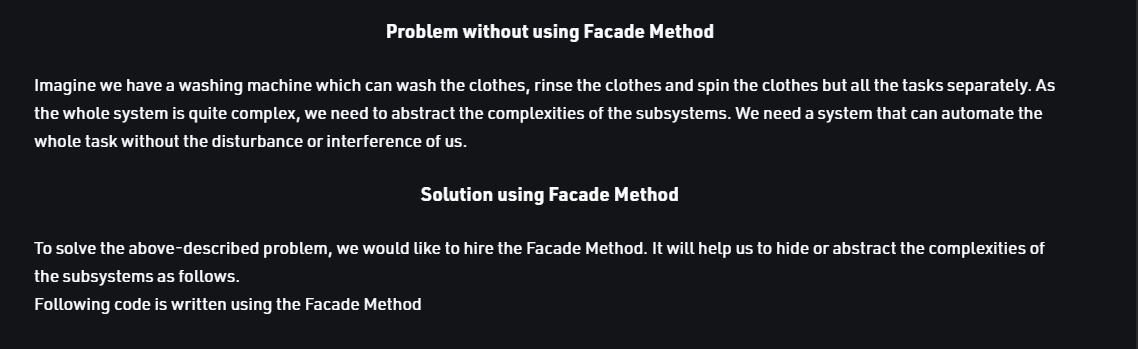 Problem without using Facade Method
Imagine we have a washing machine which can wash the clothes, rinse the clothes and spin the clothes but all the tasks separately. As
the whole system is quite complex, we need to abstract the complexities of the subsystems. We need a system that can automate the
whole task without the disturbance or interference of us.
Solution using Facade Method
To solve the above-described problem, we would like to hire the Facade Method. It will help us to hide or abstract the complexities of
the subsystems as follows.
Following code is written using the Facade Method